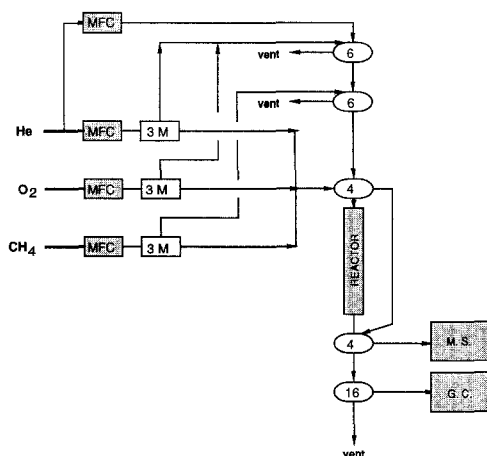 MFC
6
vent
6
vent
He
MFC
3 M
O2
MFC
3 M
4
CH4
MFC
3 M
REACTOR
4
M. S.
16
G. C
vent